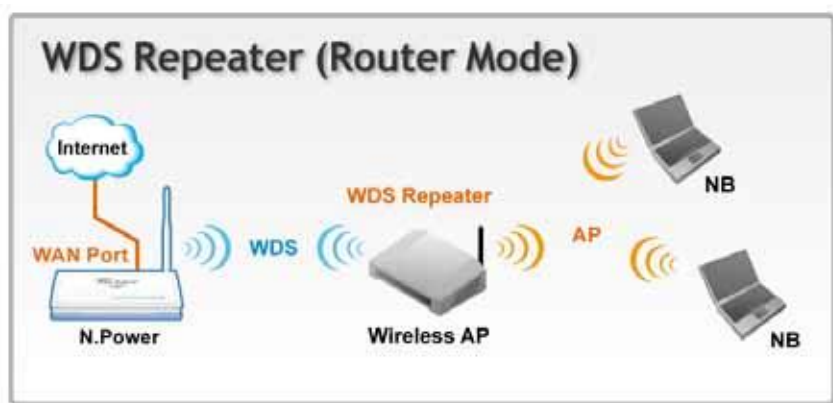 WDS Repeater (Router Mode)
Internet
NB
WDS Repeater
WAN Port
WDS
AP
N.Power
Wireless AP
NB